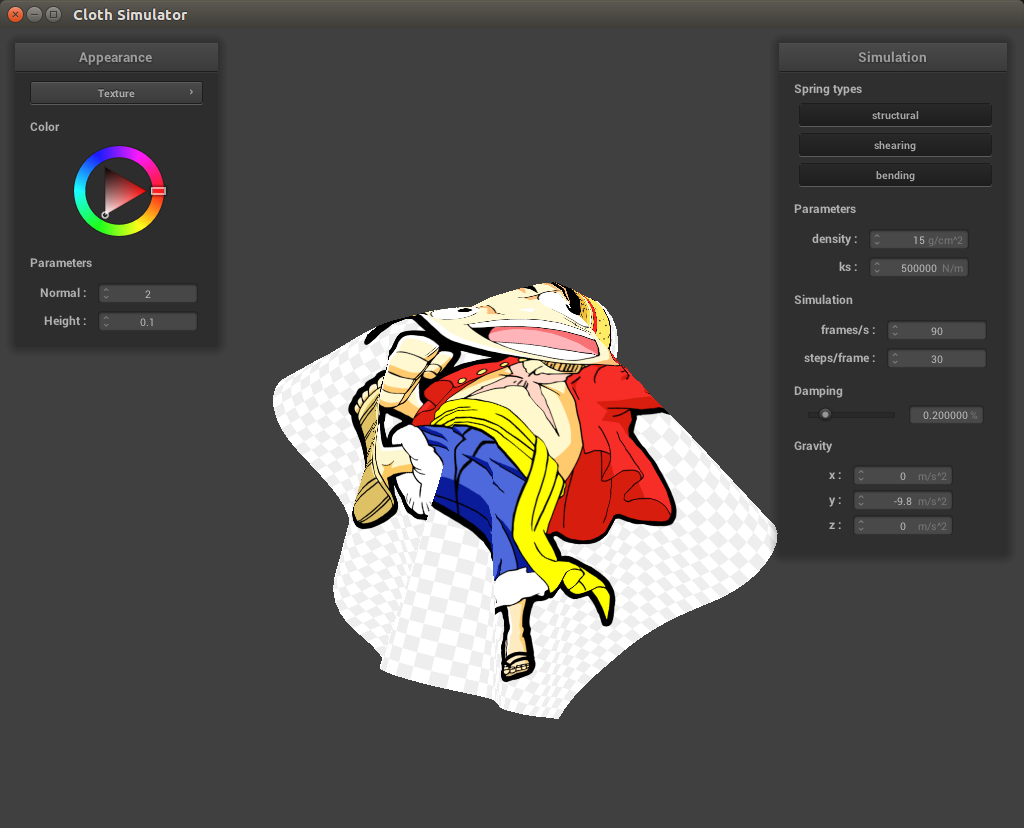 Cloth Simulator
Appearance
Texture
Color
Parameters
Normal : 2
Height : 0.1
Simulation
Spring types
structural
shearing
bending
Parameters
density : 15 g/cm^2
ks : 500000 N/m
Simulation
frames/s : 90
steps/frame : 30
Damping
0.200000 %
Gravity
x : 0 m/s^2
y : -9.8 m/s^2
z : 0 m/s^2